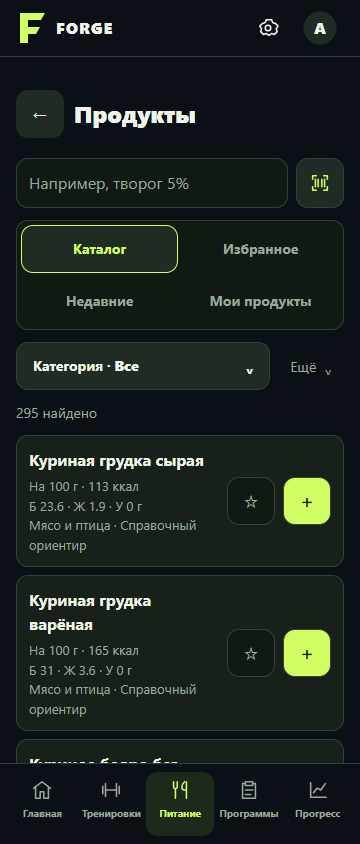 FORGE
A
← Продукты
Например, творог 5%
Каталог
Избранное
Недавние
Мои продукты
Категория · Все
Ещё
295 найдено
Куриная грудка сырая
На 100 г · 113 ккал
Б 23.6 · Ж 1.9 · У 0 г
Мясо и птица · Справочный
ориентир
☆
+
Куриная грудка
варёная
На 100 г · 165 ккал
Б 31 · Ж 3.6 · У 0 г
Мясо и птица · Справочный
ориентир
☆
+
Главная
Тренировки
Питание
Программы
Прогресс